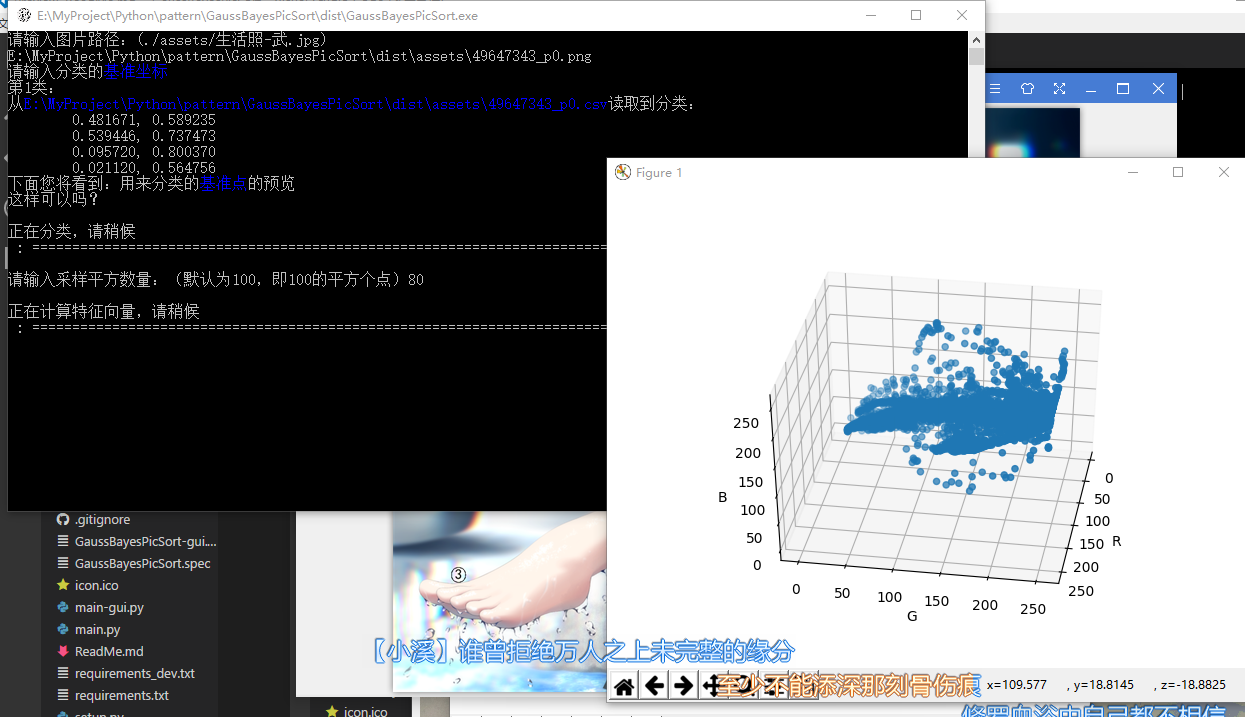 E:\MyProject\Python\pattern\GaussBayesPicSort\dist\GaussBayesPicSort.exe
请输入图片路径：(./assets/生活照-武.jpg)
E:\MyProject\Python\pattern\GaussBayesPicSort\dist\assets\49647343_p0.png
请输入分类的基准坐标
第1类：
从E:\MyProject\Python\pattern\GaussBayesPicSort\dist\assets\49647343_p0.csv读取到分类：
0.481671, 0.589235
0.539446, 0.737473
0.095720, 0.800370
0.021120, 0.564756
下面您将看到：用来分类的基准点的预览
这样可以吗？
正在分类，请稍候
: ========================================================================
请输入采样平方数量：（默认为100，即100的平方个点）80
正在计算特征向量，请稍候
: ========================================================================
Figure 1
250
200
150
100
50
0
B
0
50
100
150
200
250
G
0
50
100
150
200
250
R
x=109.577 , y=18.8145 , z=-18.8825
.gitignore
GaussBayesPicSort-gui....
GaussBayesPicSort.spec
icon.ico
main-gui.py
main.py
ReadMe.md
requirements_dev.txt
requirements.txt
setup.py
icon.ico
③
【小溪】谁曾拒绝万人之上未完整的缘分
至少不能添深那刻骨伤痕
修罗血浴中自己都不相信